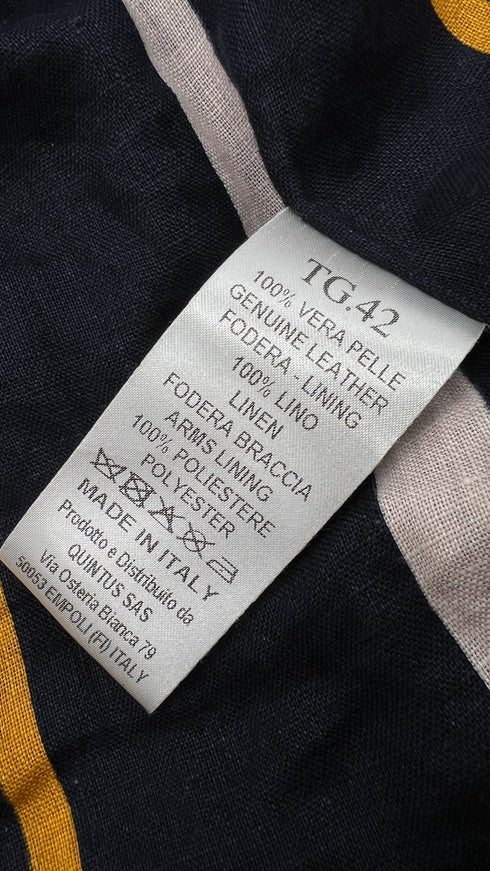 TG.42
100% VERA PELLE
GENUINE LEATHER
FODERA - LINING
100% LINO
LINEN
FODERA BRACCIA
ARMS LINING
100% POLIESTERE
POLYESTER
MADE IN ITALY
Prodotto e Distribuito da
QUINTUS SAS
Via Osteria Bianca 79
50053 EMPOLI (FI) ITALY